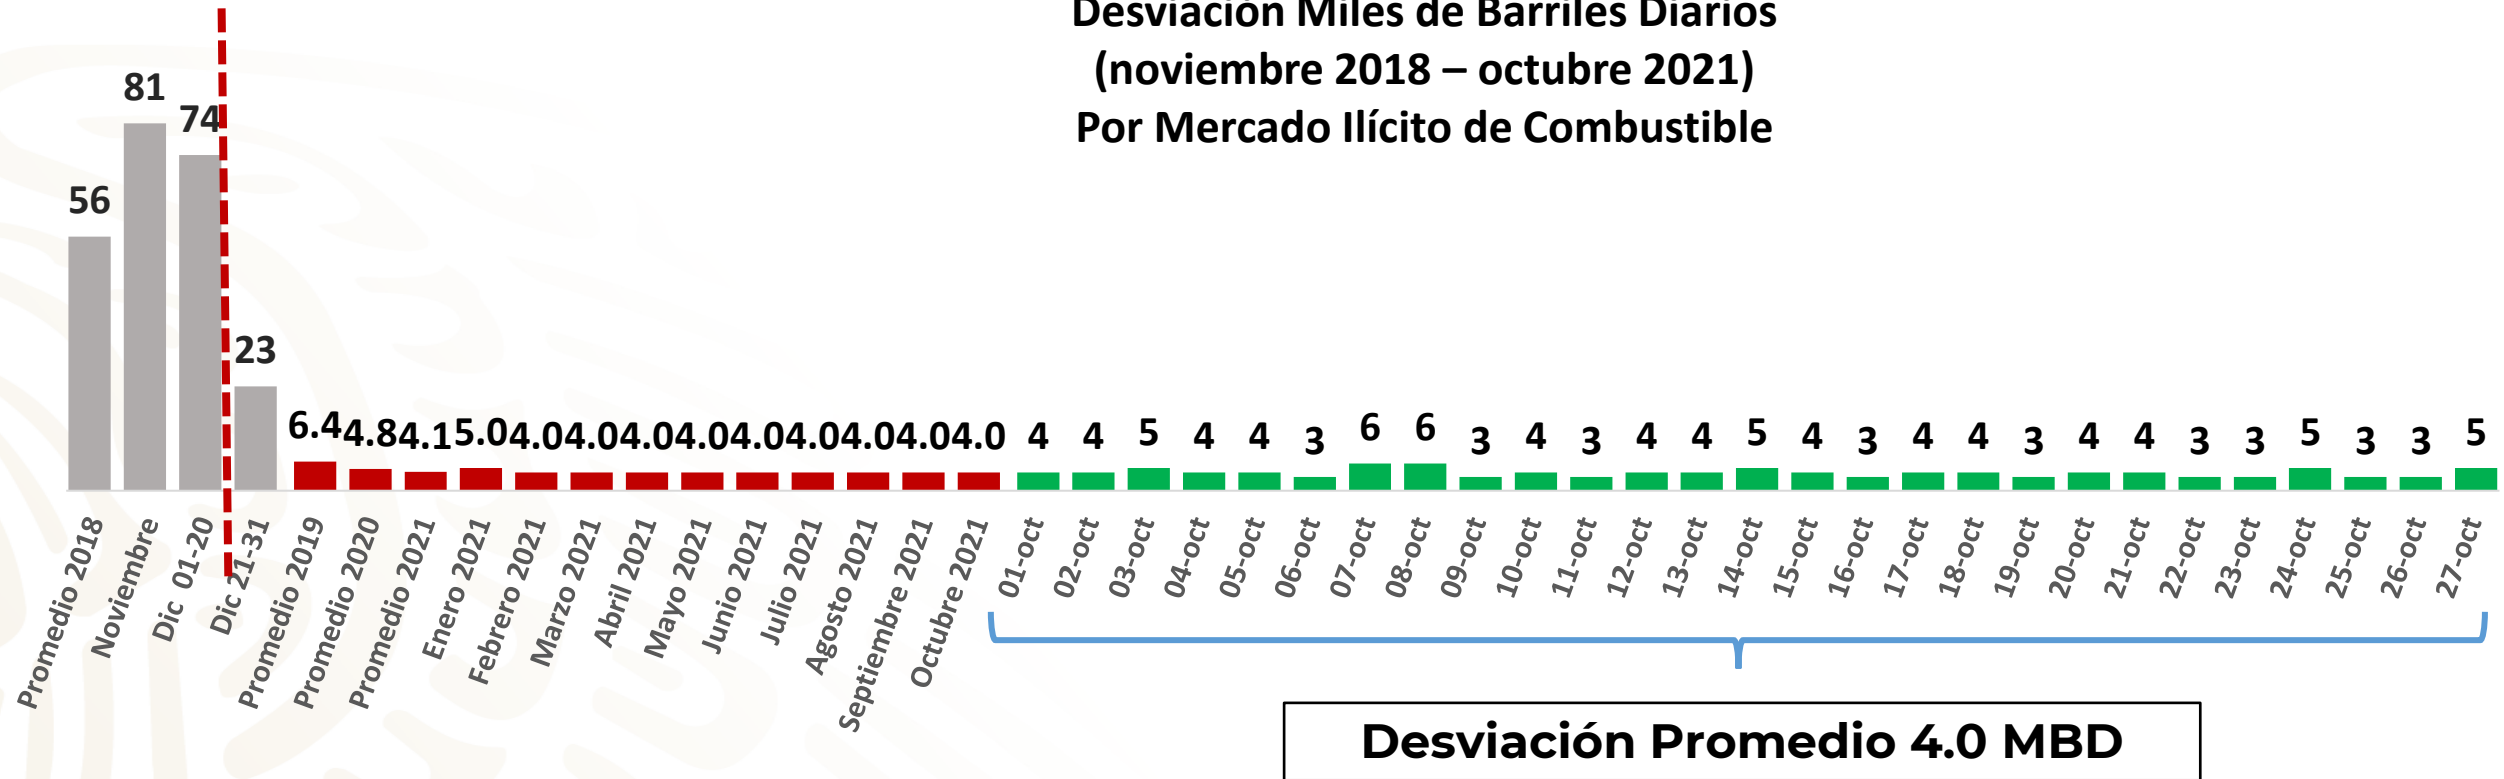 Desviación Miles de Barriles Diarios
(noviembre 2018 – octubre 2021)
Por Mercado Ilícito de Combustible
56
81
74
23
6.4
4.8
4.1
5.0
4.0
4.0
4.0
4.0
4.0
4.0
4.0
4.0
4.0
4
4
5
4
4
3
6
6
3
4
3
4
4
5
4
3
4
4
3
4
4
3
3
5
3
3
5
Promedio 2018
Noviembre
Dic 01-20
Dic 21-31
Promedio 2019
Promedio 2020
Promedio 2021
Enero 2021
Febrero 2021
Marzo 2021
Abril 2021
Mayo 2021
Junio 2021
Julio 2021
Agosto 2021
Septiembre 2021
Octubre 2021
01-oct
02-oct
03-oct
04-oct
05-oct
06-oct
07-oct
08-oct
09-oct
10-oct
11-oct
12-oct
13-oct
14-oct
15-oct
16-oct
17-oct
18-oct
19-oct
20-oct
21-oct
22-oct
23-oct
24-oct
25-oct
26-oct
27-oct
Desviación Promedio 4.0 MBD